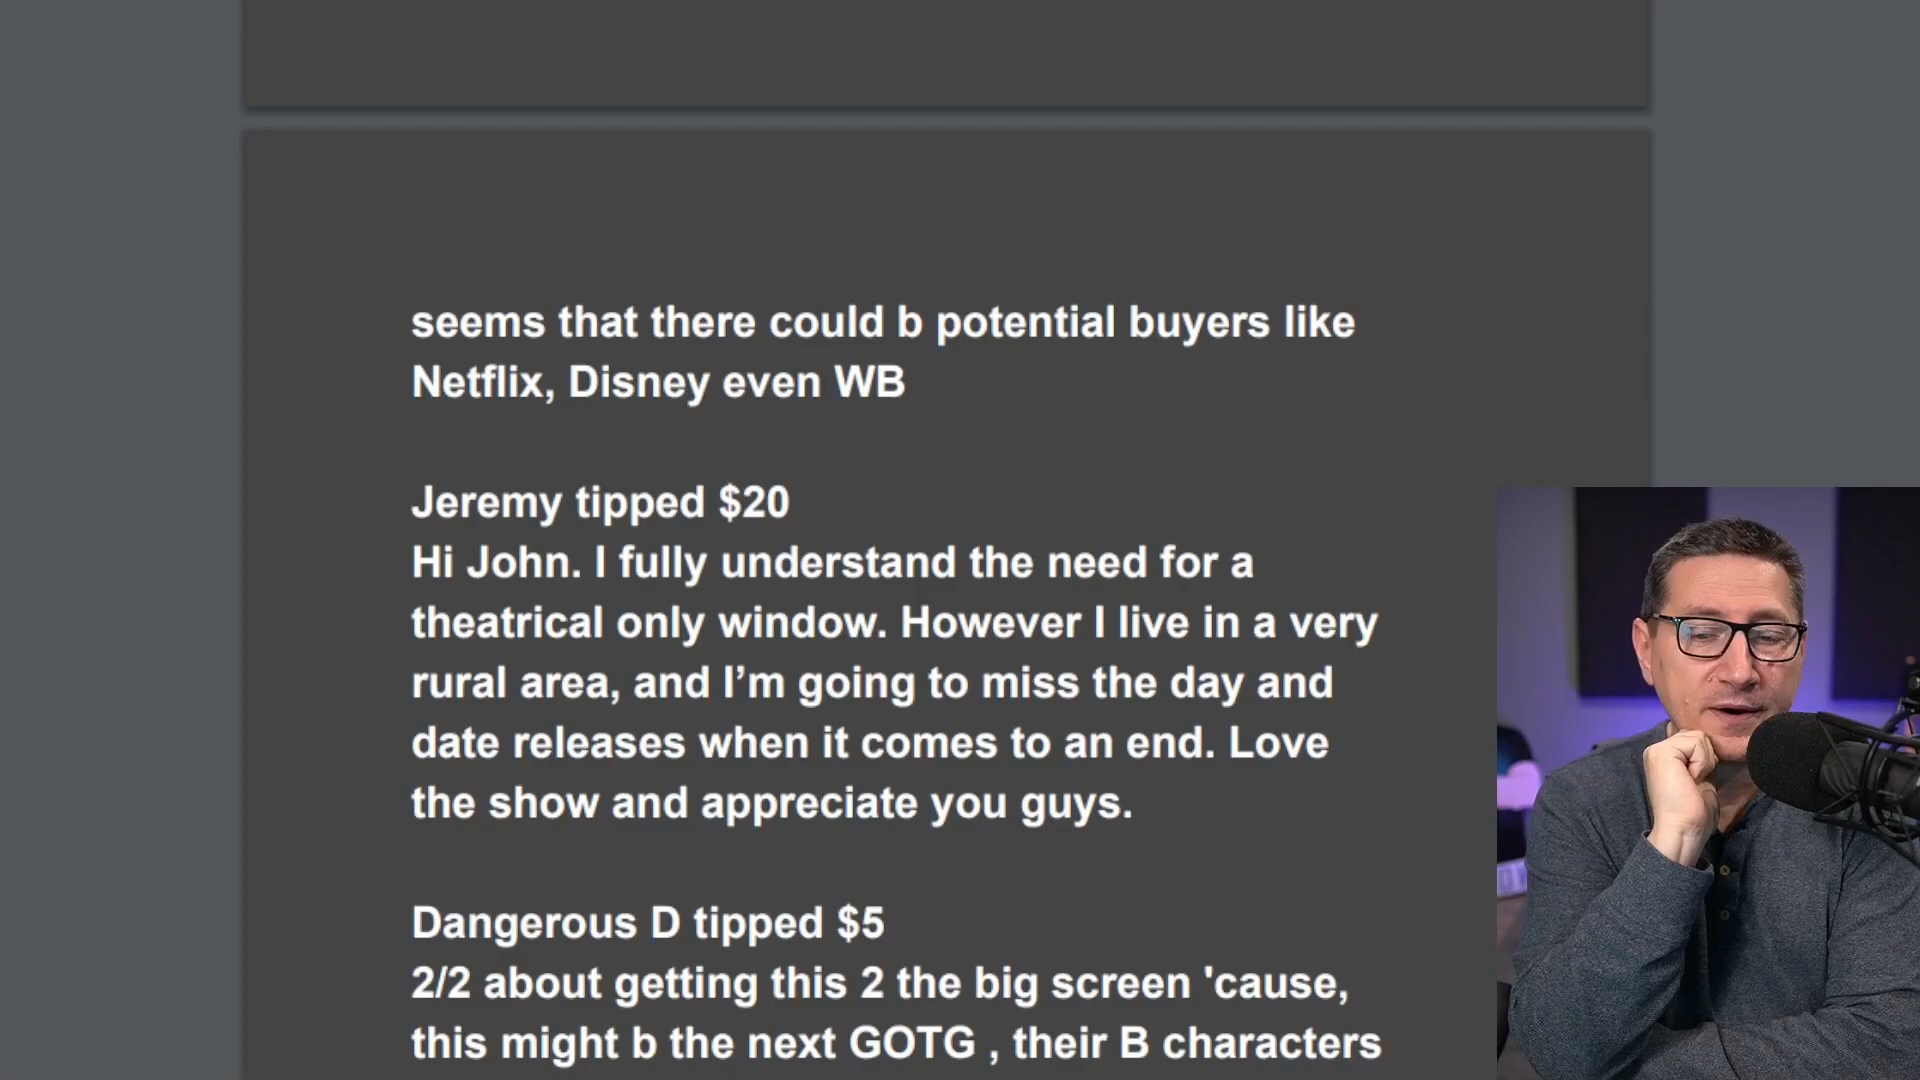 seems that there could b potential buyers like
Netflix, Disney even WB
Jeremy tipped $20
Hi John. I fully understand the need for a
theatrical only window. However I live in a very
rural area, and I’m going to miss the day and
date releases when it comes to an end. Love
the show and appreciate you guys.
Dangerous D tipped $5
2/2 about getting this 2 the big screen 'cause,
this might b the next GOTG , their B characters